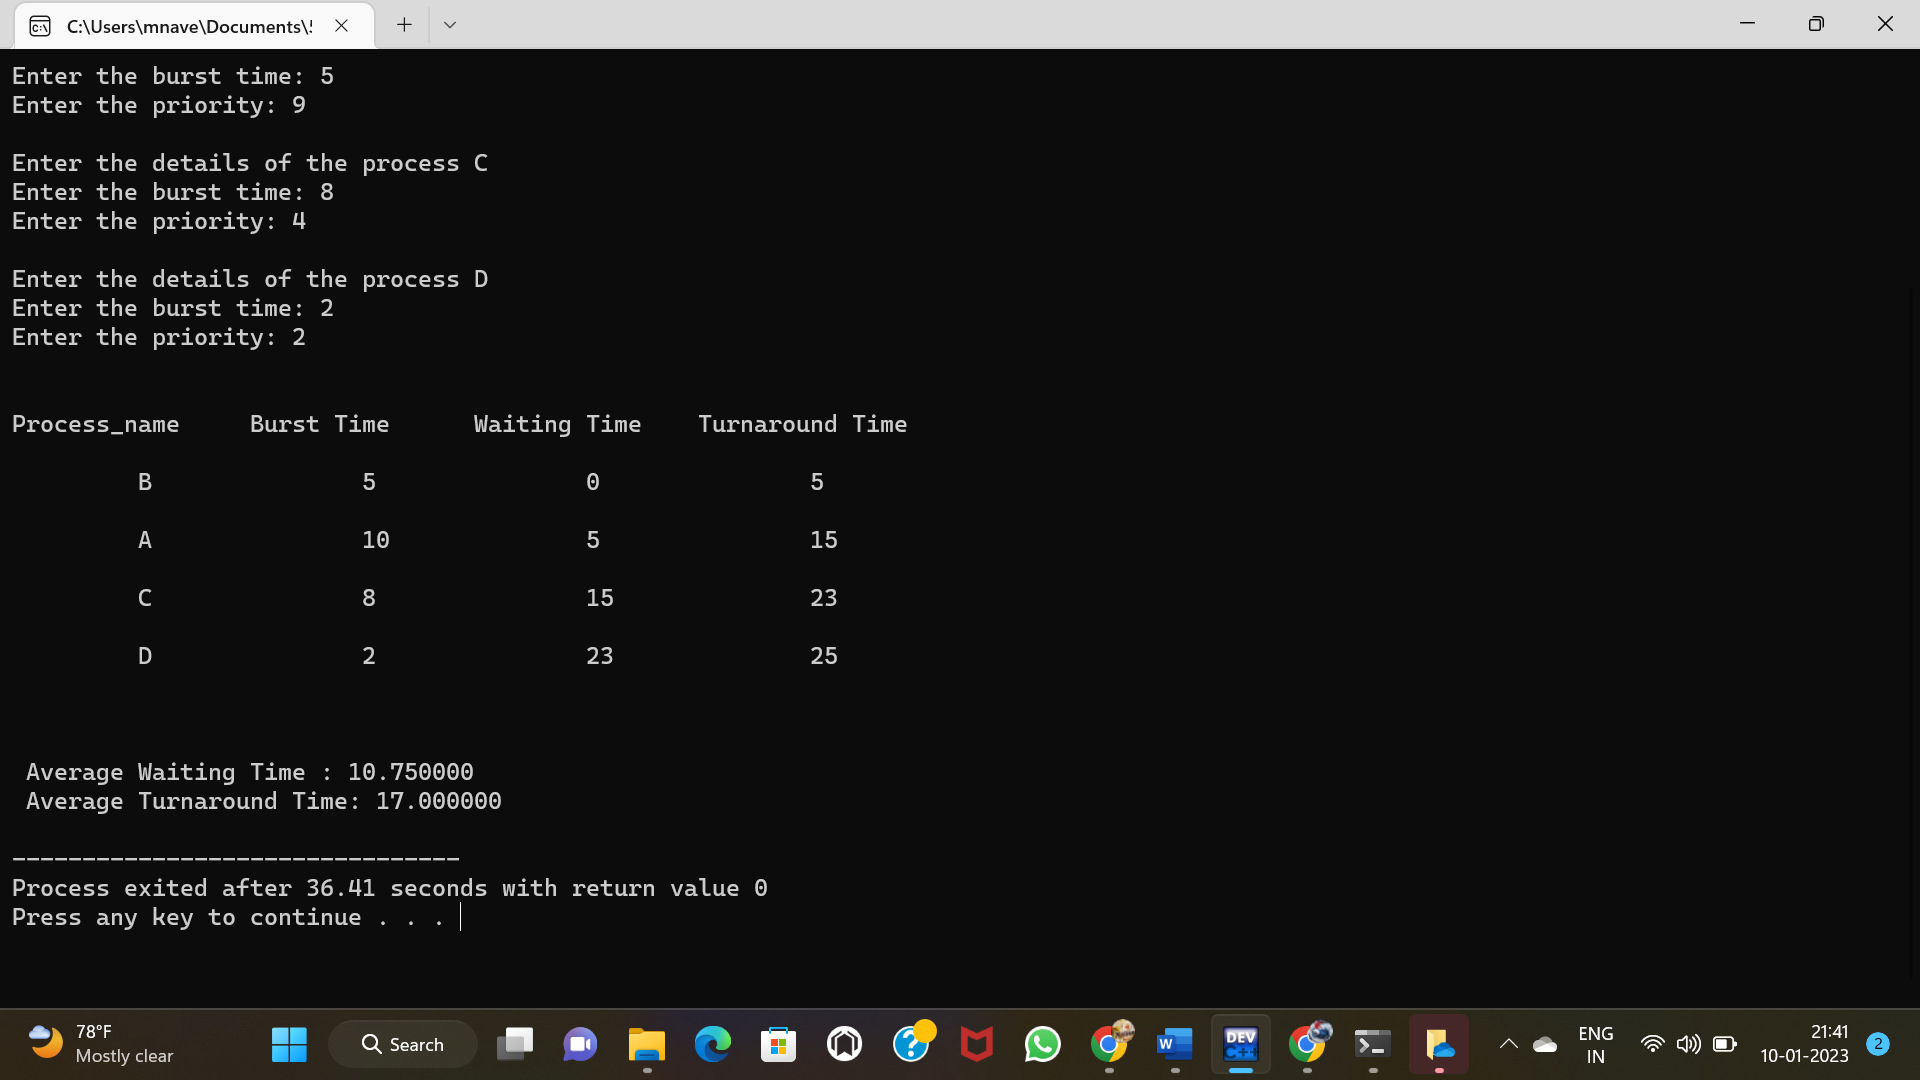 C:\Users\mnave\Documents\!
Enter the burst time: 5
Enter the priority: 9
Enter the details of the process C
Enter the burst time: 8
Enter the priority: 4
Enter the details of the process D
Enter the burst time: 2
Enter the priority: 2
Process_name Burst Time Waiting Time Turnaround Time
B 5 0 5
A 10 5 15
C 8 15 23
D 2 23 25
Average Waiting Time : 10.750000
Average Turnaround Time: 17.000000
--------------------------------
Process exited after 36.41 seconds with return value 0
Press any key to continue . . .
78°F
Mostly clear
Search
W
DEV
C++
ENG
IN
21:41
10-01-2023
2